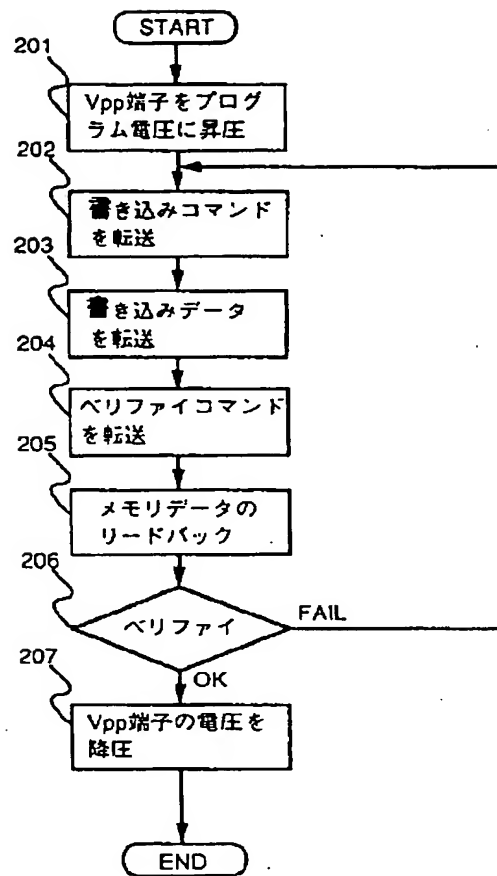 START
201
Vpp端子をプログ
ラム電圧に昇圧
202
書き込みコマンド
を転送
203
書き込みデータ
を転送
204
ベリファイコマンド
を転送
205
メモリデータの
リードバック
206
ベリファイ
FAIL
OK
207
Vpp端子の電圧を
降圧
END